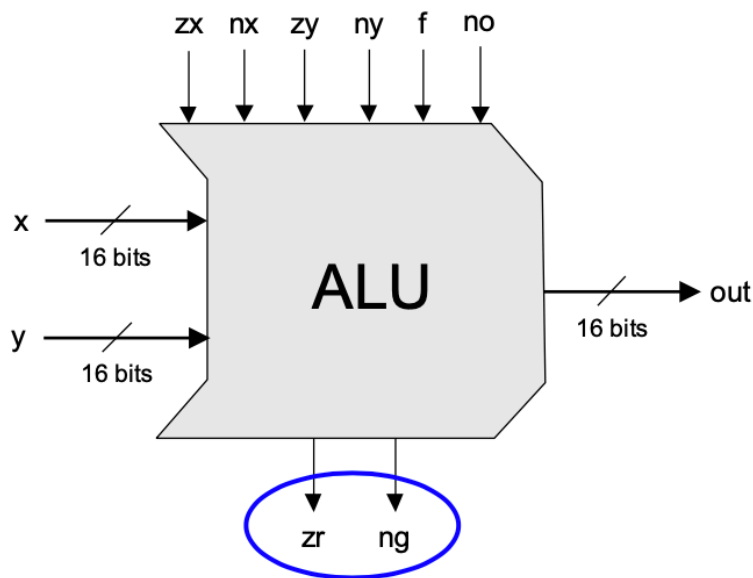 zx nx zy ny f no
x
16 bits
ALU
out
16 bits
y
16 bits
zr ng